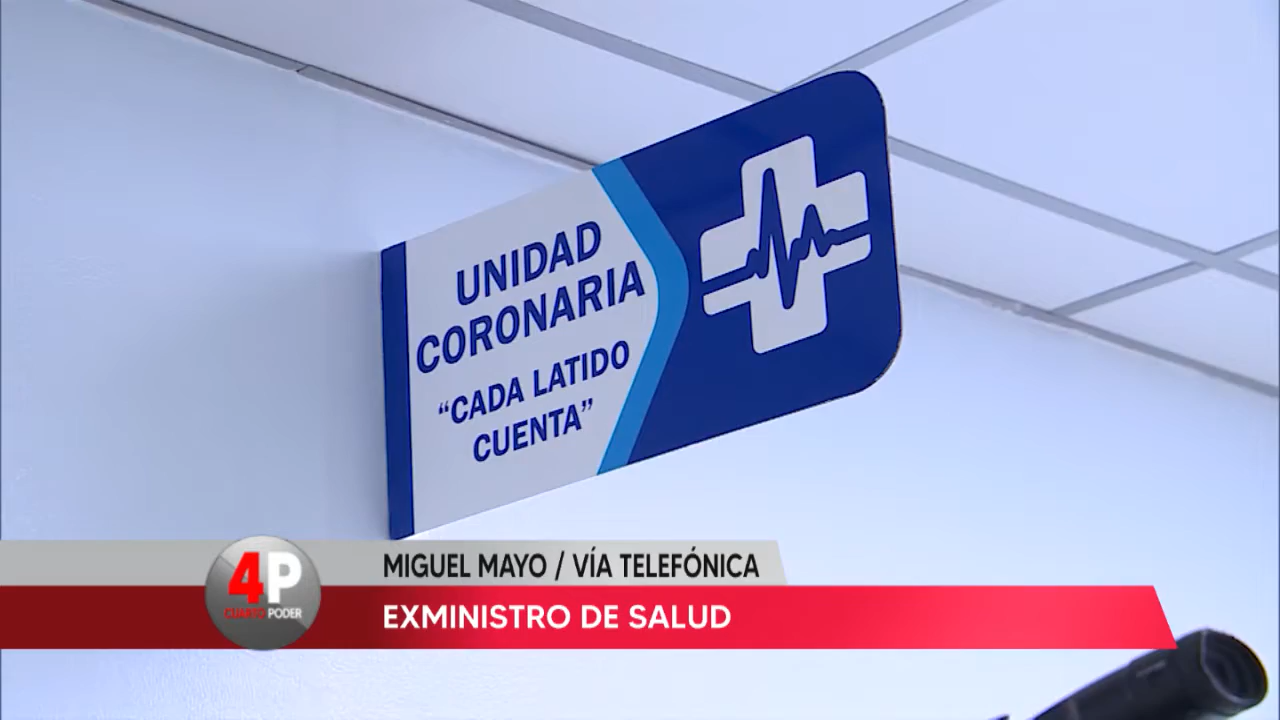 UNIDAD
CORONARIA
“CADA LATIDO
CUENTA”
MIGUEL MAYO / VÍA TELEFÓNICA
4P
CUARTO PODER
EXMINISTRO DE SALUD